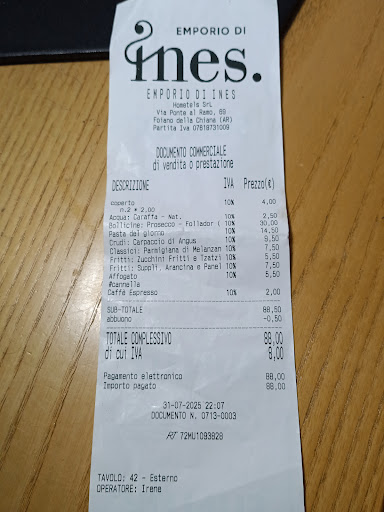 EMPORIO DI
ines.
EMPORIO DI INES
Hometels SrL
Via Ponte al Ramo, 69
Foiano della Chiana (AR)
Partita Iva 07818731009
DOCUMENTO COMMERCIALE
di vendita o prestazione
DESCRIZIONE IVA Prezzo(€)
coperto 10% 4,00
n.2 * 2,00
Acqua: Caraffa - Nat. 10% 2,50
Bollicine: Prosecco - Follador ( 10% 30,00
Pasta del giorno 10% 14,50
Crudi: Carpaccio di Angus 10% 9,50
Classici: Parmigiana di Melanzan 10% 7,50
Fritti: Zucchini Fritti e Tzatzi 10% 5,50
Fritti: Supplì, Arancina e Panel 10% 7,50
Affogato 10% 5,50
#cannella
Caffè Espresso 10% 2,00
SUB-TOTALE 88,50
abbuono -0,50
TOTALE COMPLESSIVO 88,00
di cui IVA 8,00
Pagamento elettronico 88,00
Importo pagato 88,00
31-07-2025 22:07
DOCUMENTO N. 0713-0003
RT 72MU1093828
TAVOLO: 42 - Esterno
OPERATORE: Irene